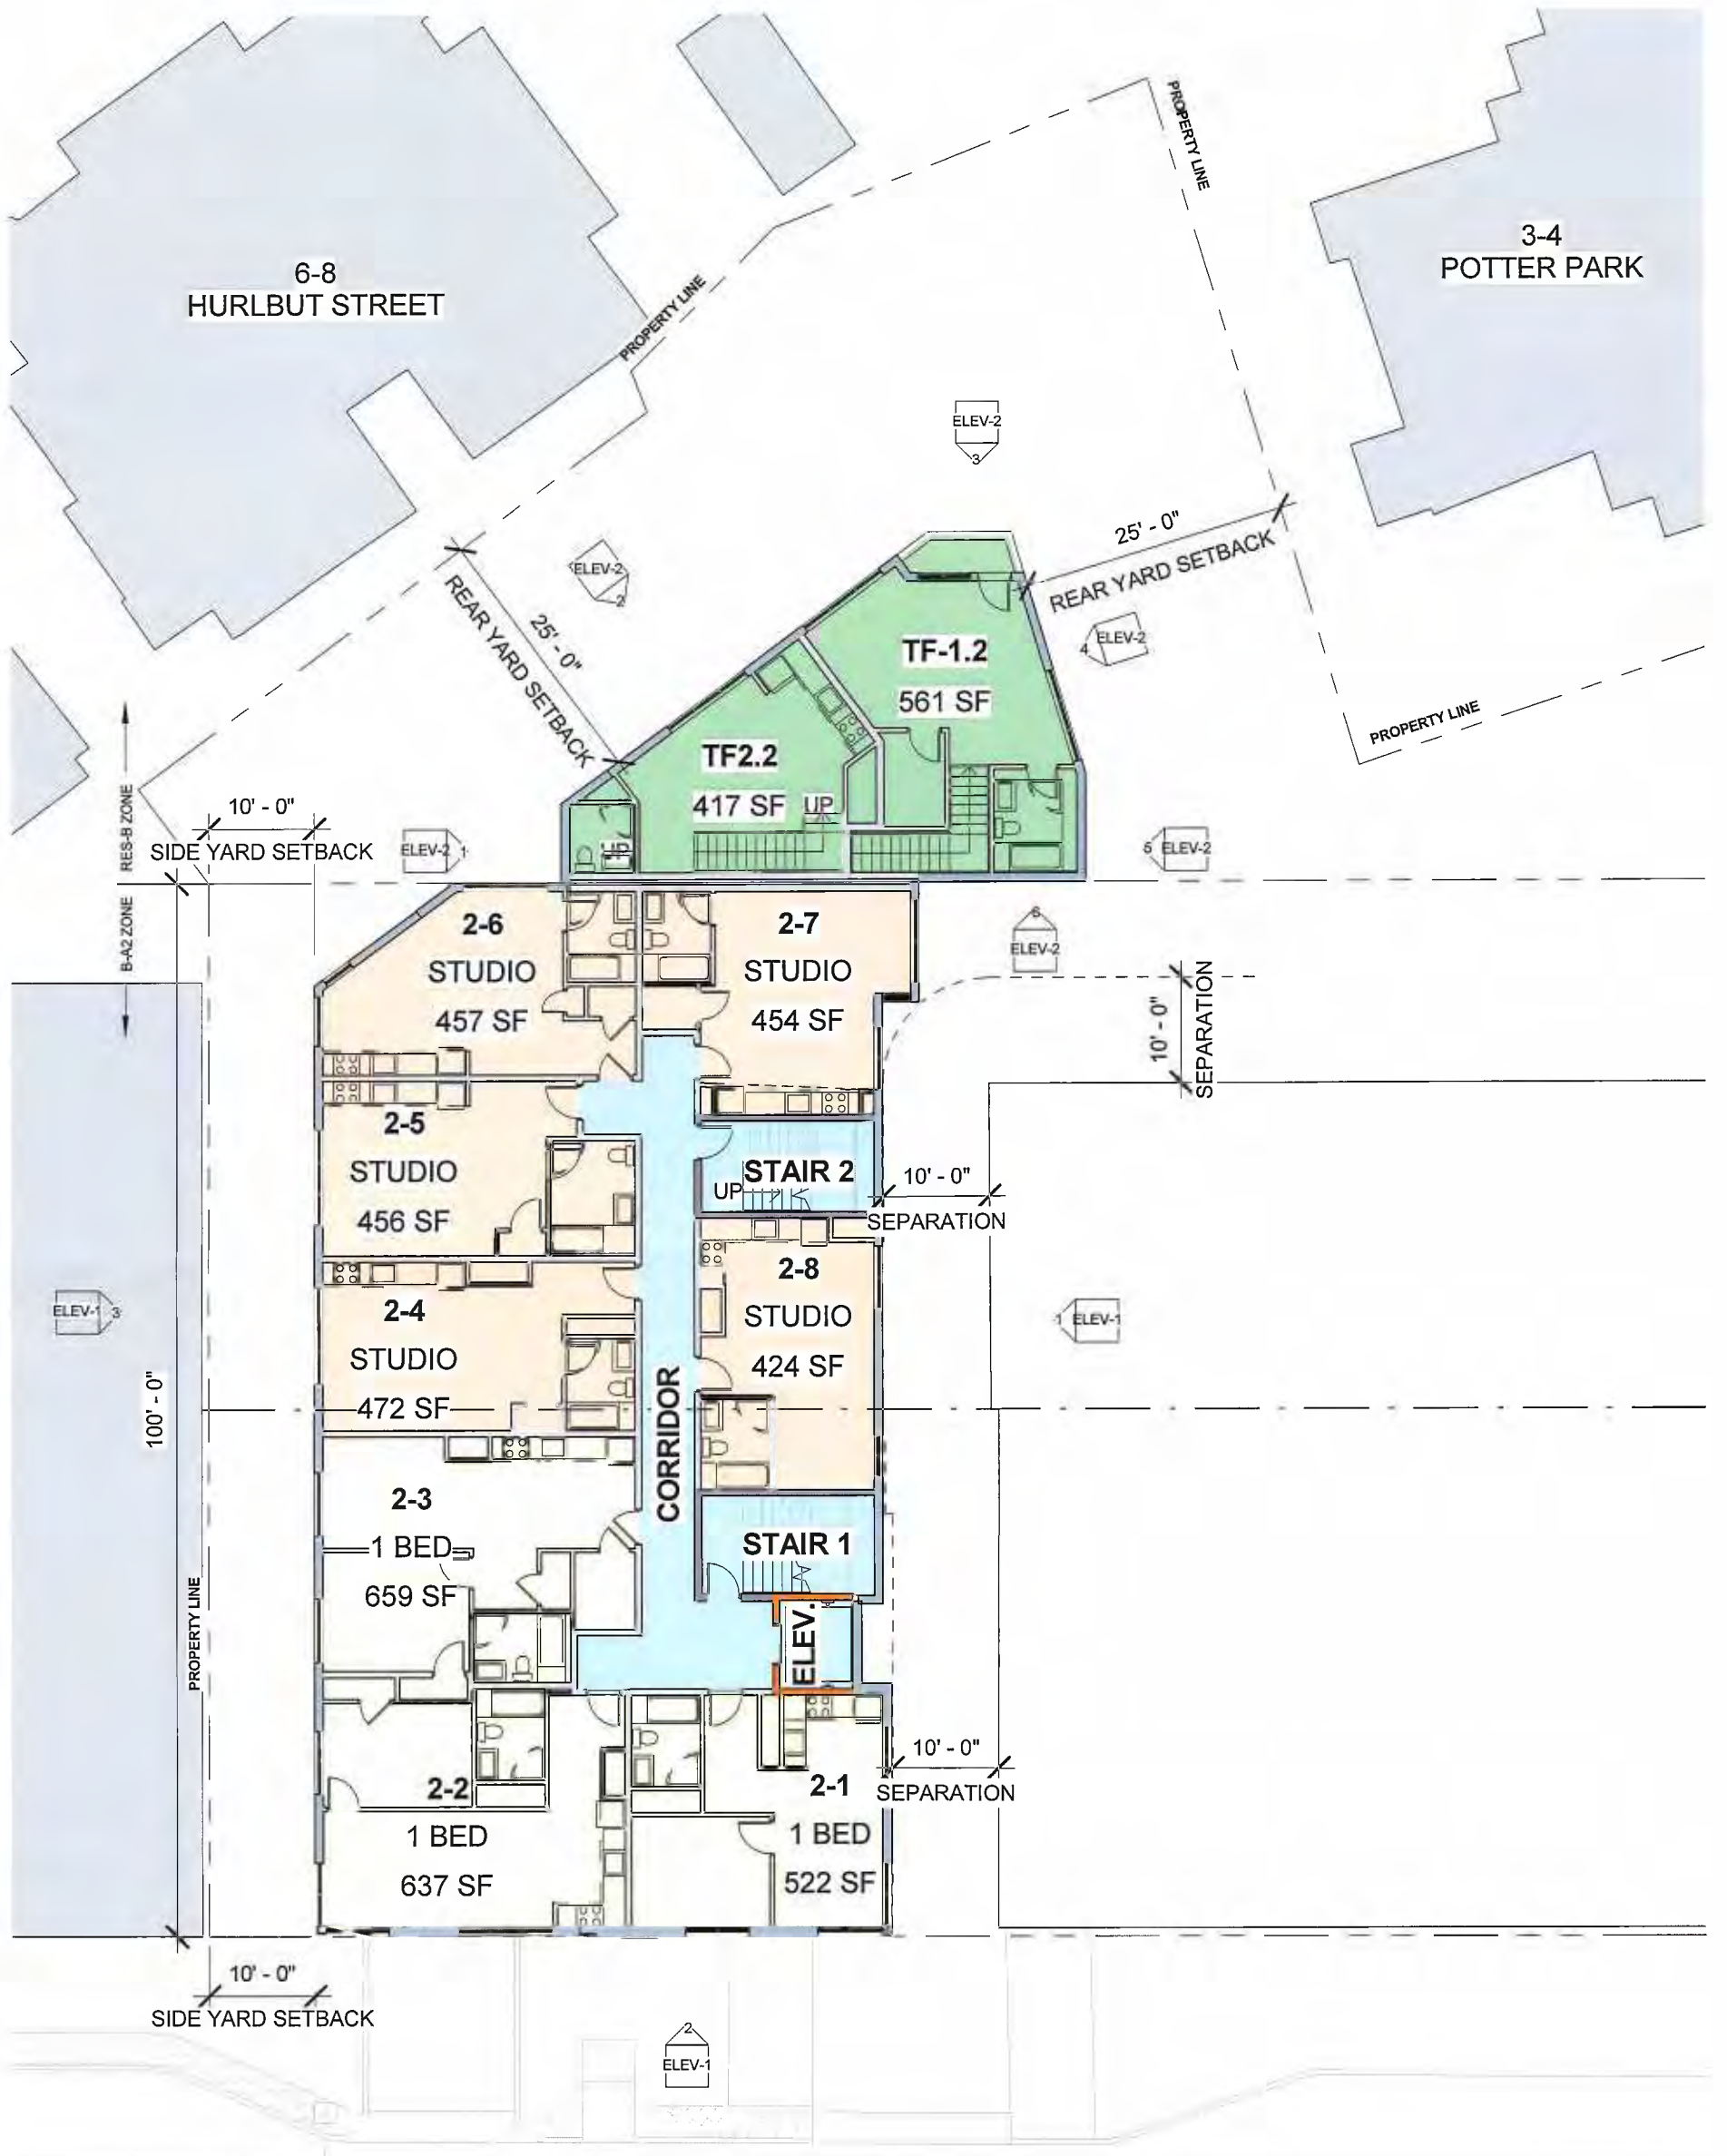 PROPERTY LINE
3-4
POTTER PARK
6-8
HURLBUT STREET
PROPERTY LINE
ELEV-2
3
25' - 0"
REAR YARD SETBACK
ELEV-2
2
25' - 0"
REAR YARD SETBACK
ELEV-2
4
TF-1.2
561 SF
PROPERTY LINE
TF2.2
417 SF
UP
UP
10' - 0"
SIDE YARD SETBACK
RES-B ZONE
B-A2 ZONE
ELEV-2
1
5
ELEV-2
6
ELEV-2
2-6
STUDIO
457 SF
2-7
STUDIO
454 SF
10' - 0"
SEPARATION
2-5
STUDIO
456 SF
STAIR 2
UP
10' - 0"
SEPARATION
2-4
STUDIO
472 SF
2-8
STUDIO
424 SF
ELEV-1
3
1
ELEV-1
100' - 0"
CORRIDOR
2-3
1 BED
659 SF
STAIR 1
ELEV.
PROPERTY LINE
2-2
1 BED
637 SF
2-1
1 BED
522 SF
10' - 0"
SEPARATION
10' - 0"
SIDE YARD SETBACK
2
ELEV-1